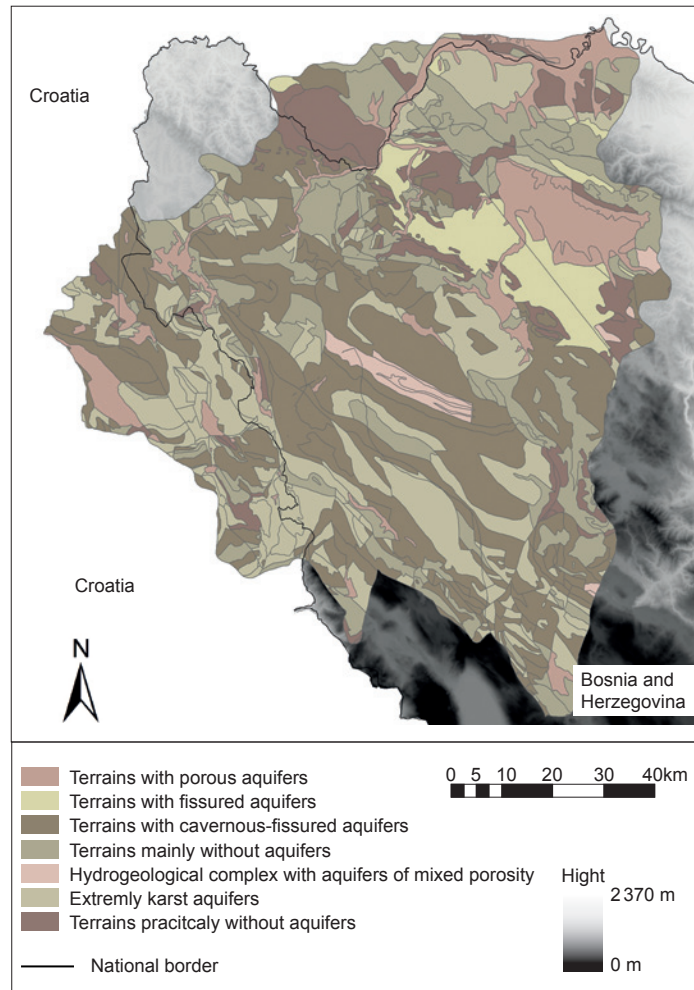 Croatia
Croatia
N
Bosnia and
Herzegovina
Terrains with porous aquifers
Terrains with fissured aquifers
Terrains with cavernous-fissured aquifers
Terrains mainly without aquifers
Hydrogeological complex with aquifers of mixed porosity
Extremly karst aquifers
Terrains pracitcaly without aquifers
National border
0 5 10 20 30 40km
Hight
2 370 m
0 m